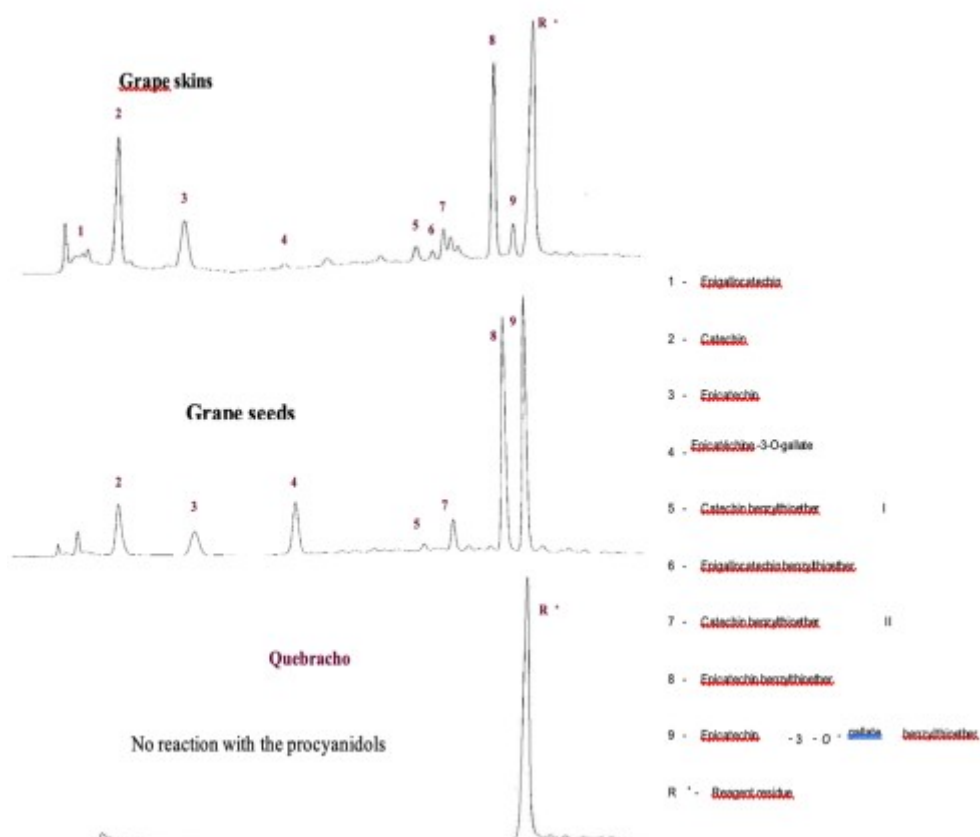 R '
8
Grape skins
2
3
9
7
5
6
1
4
1 - Epigallocatechin
9
8
2 - Catechin
Grane seeds
3 - Epicatechin
4 - Epicatéchine -3-O-gallate
2
4
3
7
5
5 - Catechin benzylthioether I
6 - Epigallocatechin benzylthioether
R '
7 - Catechin benzylthioether II
Quebracho
8 - Epicatechin benzylthioether
No reaction with the procyanidols
9 - Epicatechin - 3 - O - gallate benzylthioether
R ' - Reagent residue